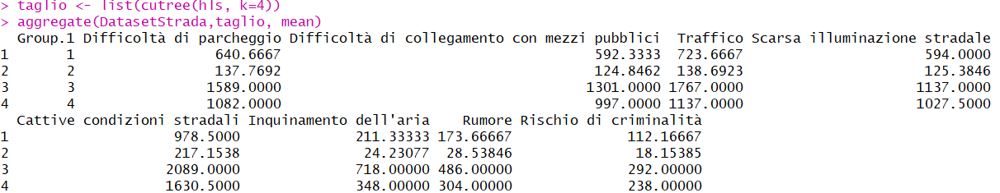 > taglio <- list(cutree(hls, k=4))
> aggregate(DatasetStrada,taglio, mean)
  Group.1 Difficoltà di parcheggio Difficoltà di collegamento con mezzi pubblici  Traffico Scarsa illuminazione stradale
1       1                 640.6667                                      592.3333  723.6667                      594.0000
2       2                 137.7692                                      124.8462  138.6923                      125.3846
3       3                1589.0000                                     1301.0000 1767.0000                     1137.0000
4       4                1082.0000                                      997.0000 1137.0000                     1027.5000
  Cattive condizioni stradali Inquinamento dell'aria    Rumore Rischio di criminalità
1                    978.5000              211.33333 173.66667              112.16667
2                    217.1538               24.23077  28.53846               18.15385
3                   2089.0000              718.00000 486.00000              292.00000
4                   1630.5000              348.00000 304.00000              238.00000